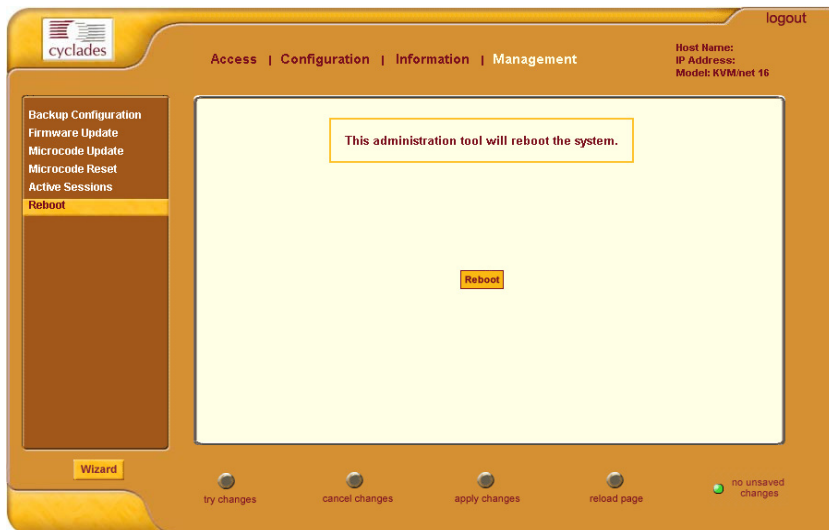 logout
cyclades
Access | Configuration | Information | Management
Host Name:
IP Address:
Model: KVM/net 16
Backup Configuration
Firmware Update
Microcode Update
Microcode Reset
Active Sessions
Reboot
This administration tool will reboot the system.
Reboot
Wizard
try changes
cancel changes
apply changes
reload page
no unsaved
changes